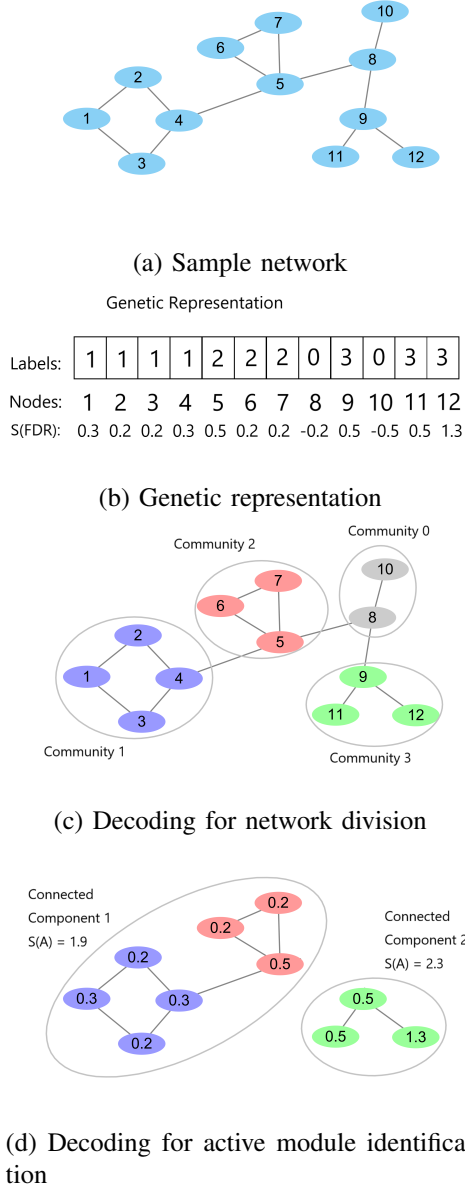 10
7
6
8
2
5
1
4
9
3
11
12
(a) Sample network
Genetic Representation
Labels: 1 1 1 1 2 2 2 0 3 0 3 3
Nodes: 1 2 3 4 5 6 7 8 9 10 11 12
S(FDR): 0.3 0.2 0.2 0.3 0.5 0.2 0.2 -0.2 0.5 -0.5 0.5 1.3
(b) Genetic representation
Community 0
Community 2
10
7
6
8
2
5
1
4
9
3
11
12
Community 1
Community 3
(c) Decoding for network division
Connected
Component 1
S(A) = 1.9
0.2
0.2
0.5
0.2
0.3
0.3
0.2
Connected
Component 2
S(A) = 2.3
0.5
0.5
1.3
(d) Decoding for active module identifica
tion